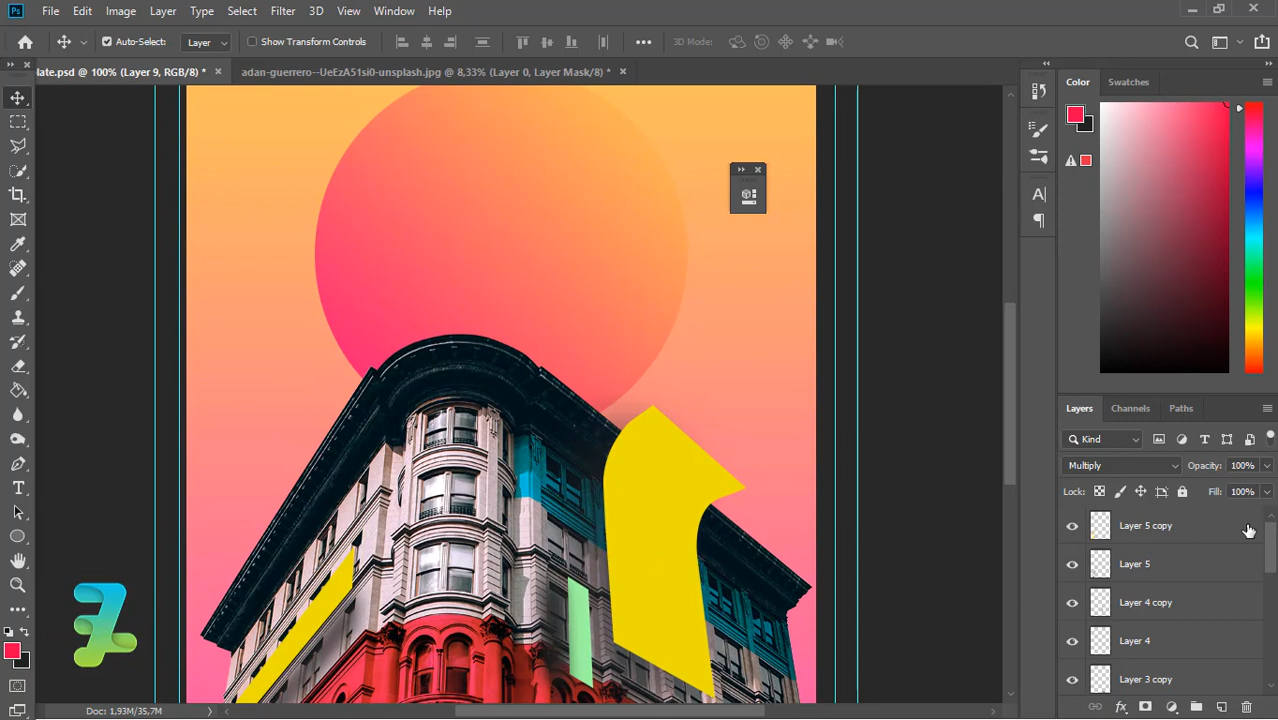 Ps File Edit Image Layer Type Select Filter 3D View Window Help
Auto-Select: Layer Show Transform Controls 3D Mode:
late.psd @ 100% (Layer 9, RGB/8) * adan-guerrero--UeEzA51si0-unsplash.jpg @ 8,33% (Layer 0, Layer Mask/8) *
Color Swatches
Layers Channels Paths
Kind
Multiply Opacity: 100%
Lock: Fill: 100%
Layer 5 copy
Layer 5
Layer 4 copy
Layer 4
Layer 3 copy
Doc: 1,93M/35,7M